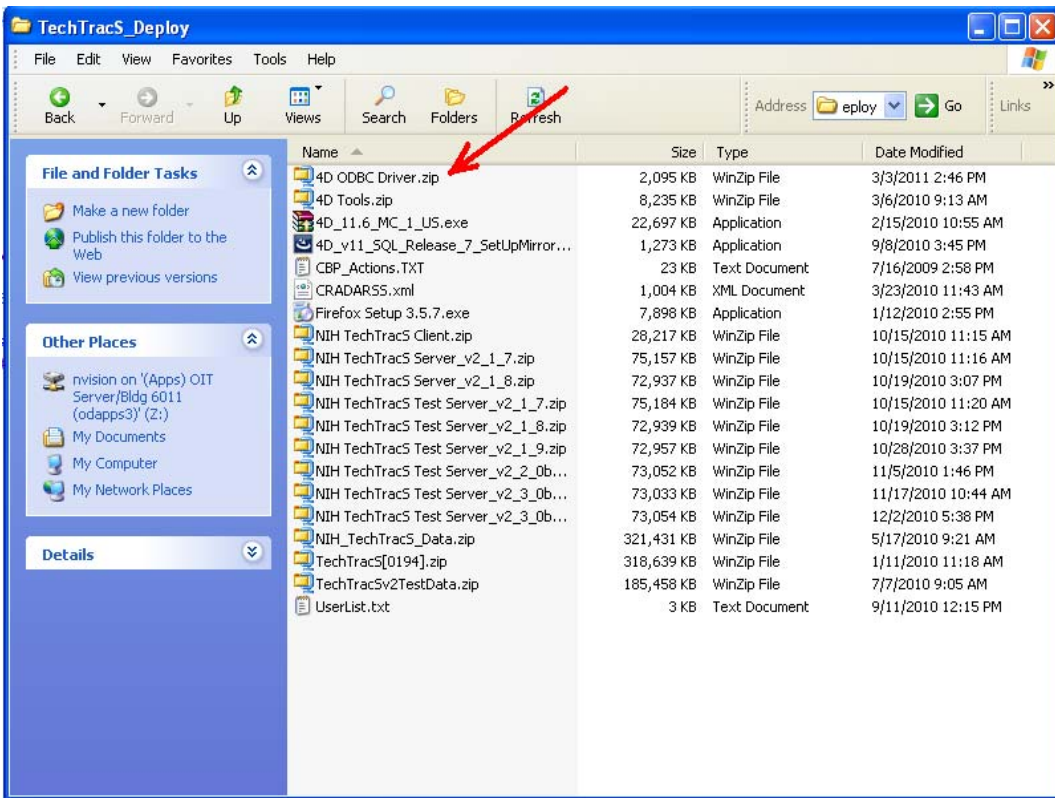 TechTracS_Deploy
File Edit View Favorites Tools Help
Back Forward Up Views Search Folders Refresh Address eploy Go Links
Name Size Type Date Modified
File and Folder Tasks
Make a new folder
Publish this folder to the
Web
View previous versions
Other Places
nvision on '(Apps) OIT
Server/Bldg 6011
(odapps3)' (Z:)
My Documents
My Computer
My Network Places
Details
4D ODBC Driver.zip 2,095 KB WinZip File 3/3/2011 2:46 PM
4D Tools.zip 8,235 KB WinZip File 3/6/2010 9:13 AM
4D_11.6_MC_1_US.exe 22,697 KB Application 2/15/2010 10:55 AM
4D_v11_SQL_Release_7_SetUpMirror... 1,273 KB Application 9/8/2010 3:45 PM
CBP_Actions.TXT 23 KB Text Document 7/16/2009 2:58 PM
CRADARSS.xml 1,004 KB XML Document 3/23/2010 11:43 AM
Firefox Setup 3.5.7.exe 7,898 KB Application 1/12/2010 2:55 PM
NIH TechTracS Client.zip 28,217 KB WinZip File 10/15/2010 11:15 AM
NIH TechTracS Server_v2_1_7.zip 75,157 KB WinZip File 10/15/2010 11:16 AM
NIH TechTracS Server_v2_1_8.zip 72,937 KB WinZip File 10/19/2010 3:07 PM
NIH TechTracS Test Server_v2_1_7.zip 75,184 KB WinZip File 10/15/2010 11:20 AM
NIH TechTracS Test Server_v2_1_8.zip 72,939 KB WinZip File 10/19/2010 3:12 PM
NIH TechTracS Test Server_v2_1_9.zip 72,957 KB WinZip File 10/28/2010 3:37 PM
NIH TechTracS Test Server_v2_2_0b... 73,052 KB WinZip File 11/5/2010 1:46 PM
NIH TechTracS Test Server_v2_3_0b... 73,033 KB WinZip File 11/17/2010 10:44 AM
NIH TechTracS Test Server_v2_3_0b... 73,054 KB WinZip File 12/2/2010 5:38 PM
NIH_TechTracS_Data.zip 321,431 KB WinZip File 5/17/2010 9:21 AM
TechTracS[0194].zip 318,639 KB WinZip File 1/11/2010 11:18 AM
TechTracSv2TestData.zip 185,458 KB WinZip File 7/7/2010 9:05 AM
UserList.txt 3 KB Text Document 9/11/2010 12:15 PM